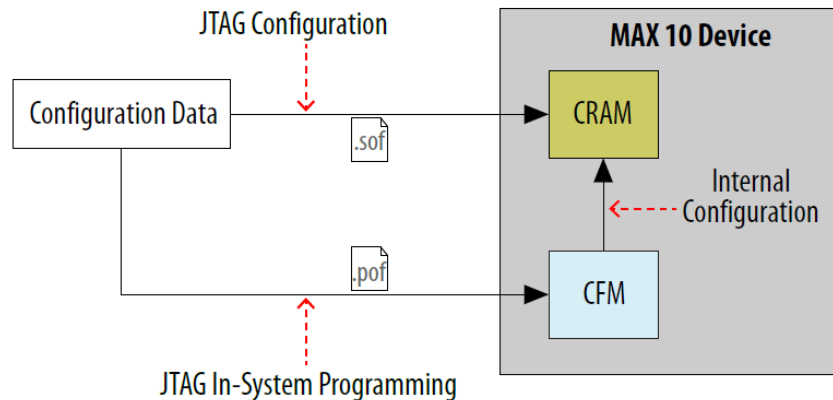 JTAG Configuration
MAX 10 Device
Configuration Data
.sof
CRAM
Internal
Configuration
.pof
CFM
JTAG In-System Programming